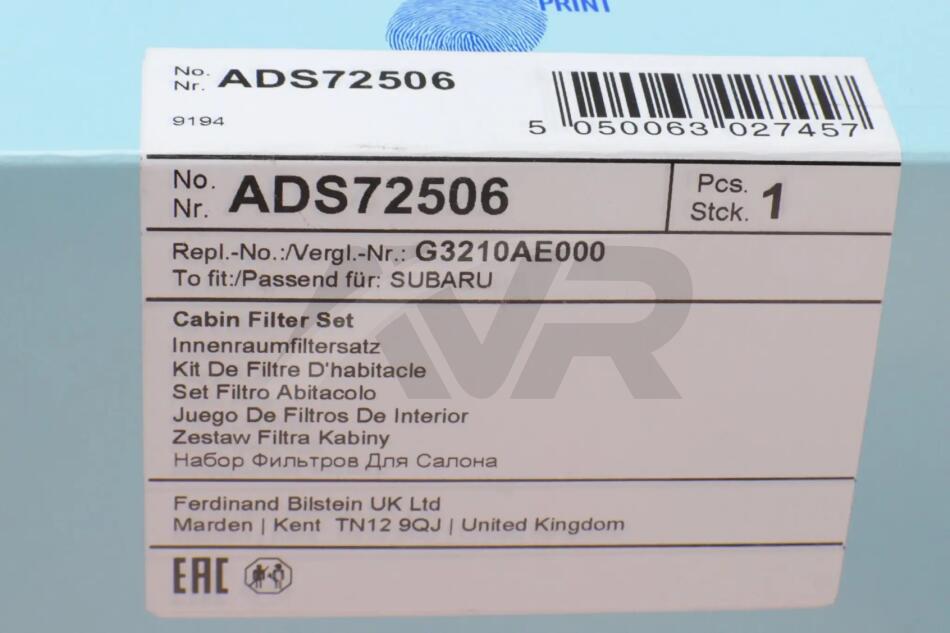 PRINT
No. ADS72506
Nr.
9194
5 050063 027457
No. ADS72506
Nr.
Pcs. 1
Stck.
Repl.-No.:/Vergl.-Nr.: G3210AE000
To fit:/Passend für: SUBARU
Cabin Filter Set
Innenraumfiltersatz
Kit De Filtre D'habitacle
Set Filtro Abitacolo
Juego De Filtros De Interior
Zestaw Filtra Kabiny
Набор Фильтров Для Салона
Ferdinand Bilstein UK Ltd
Marden | Kent TN12 9QJ | United Kingdom
EAC
AVR